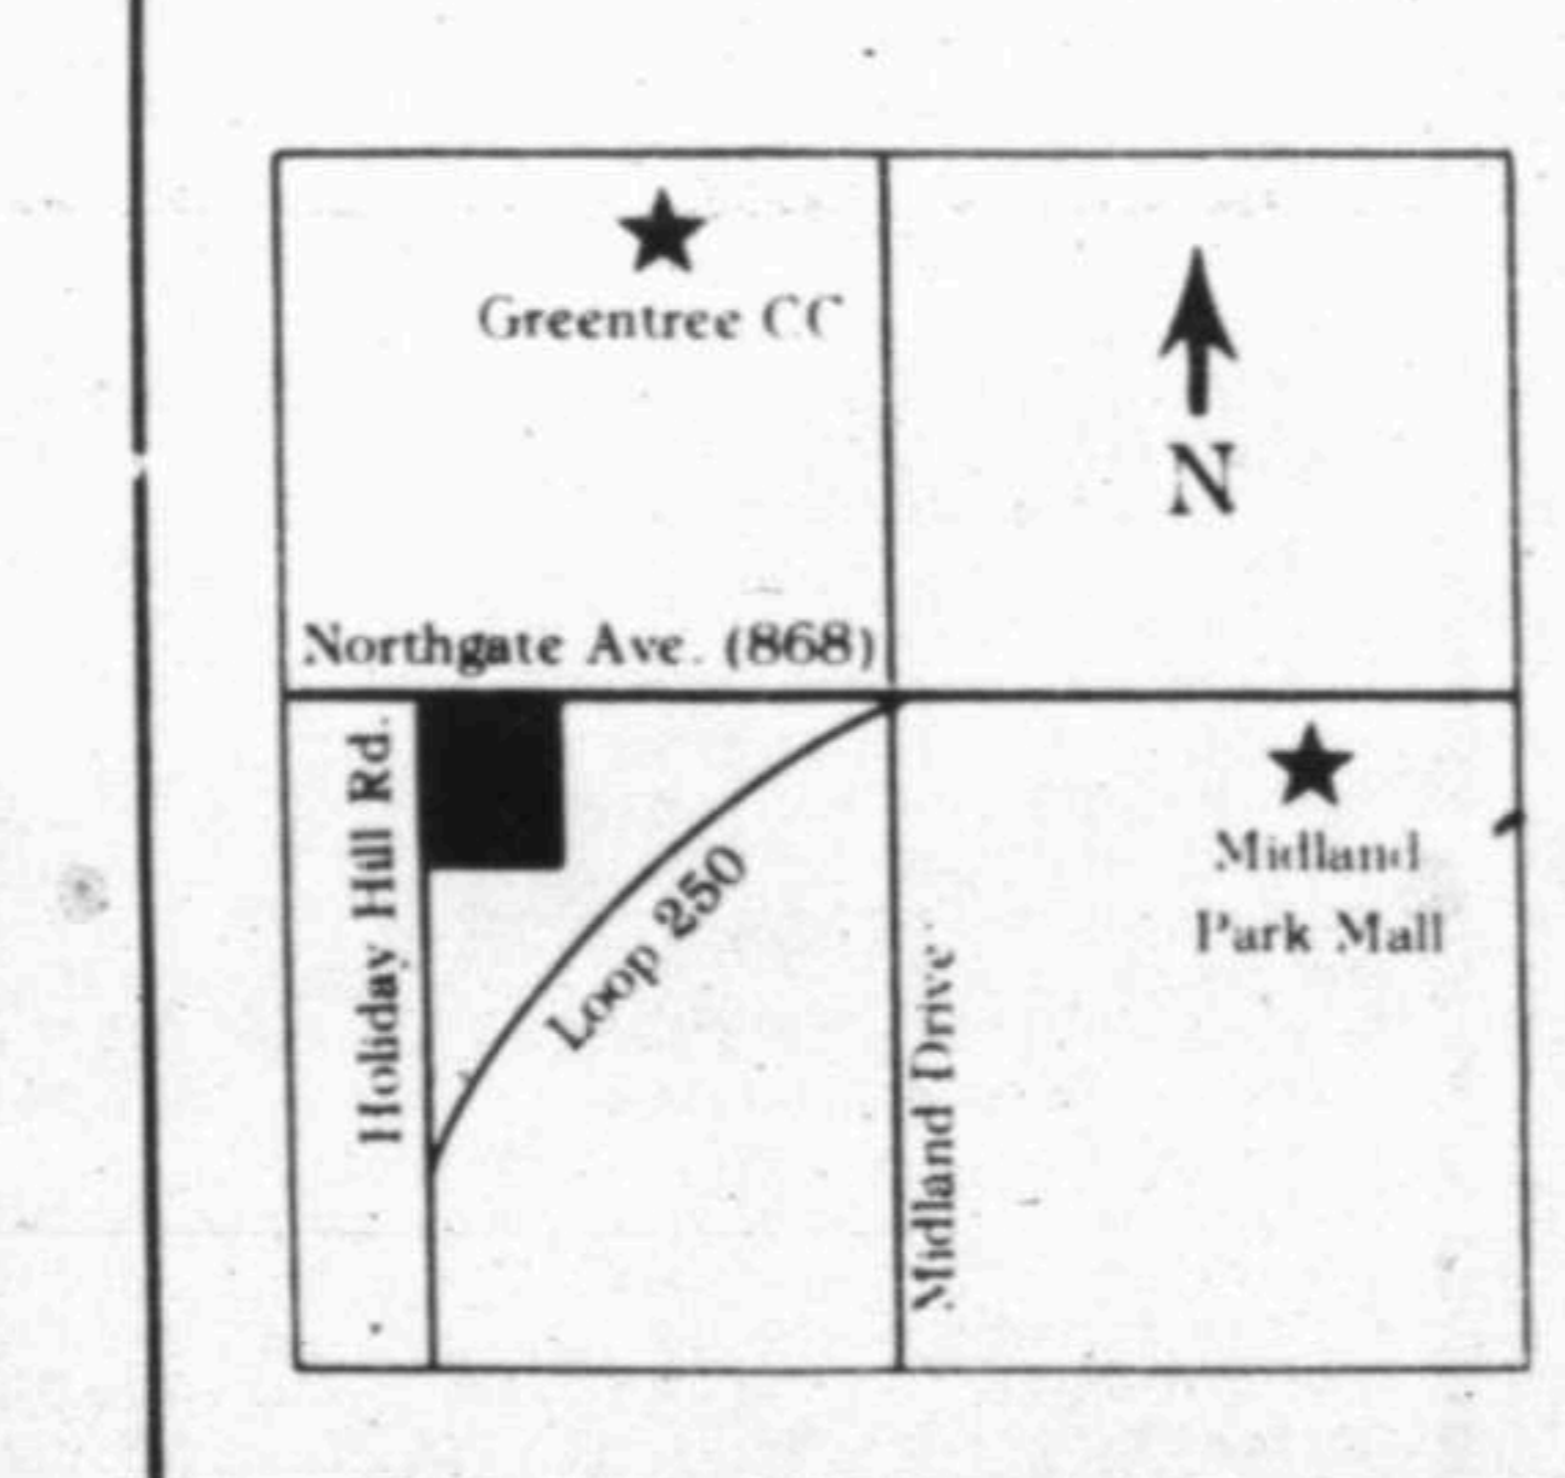 Greentree CC
N
Northgate Ave. (868)
Holiday Hill Rd.
Loop 250
Midland Drive
Midland
Park Mall